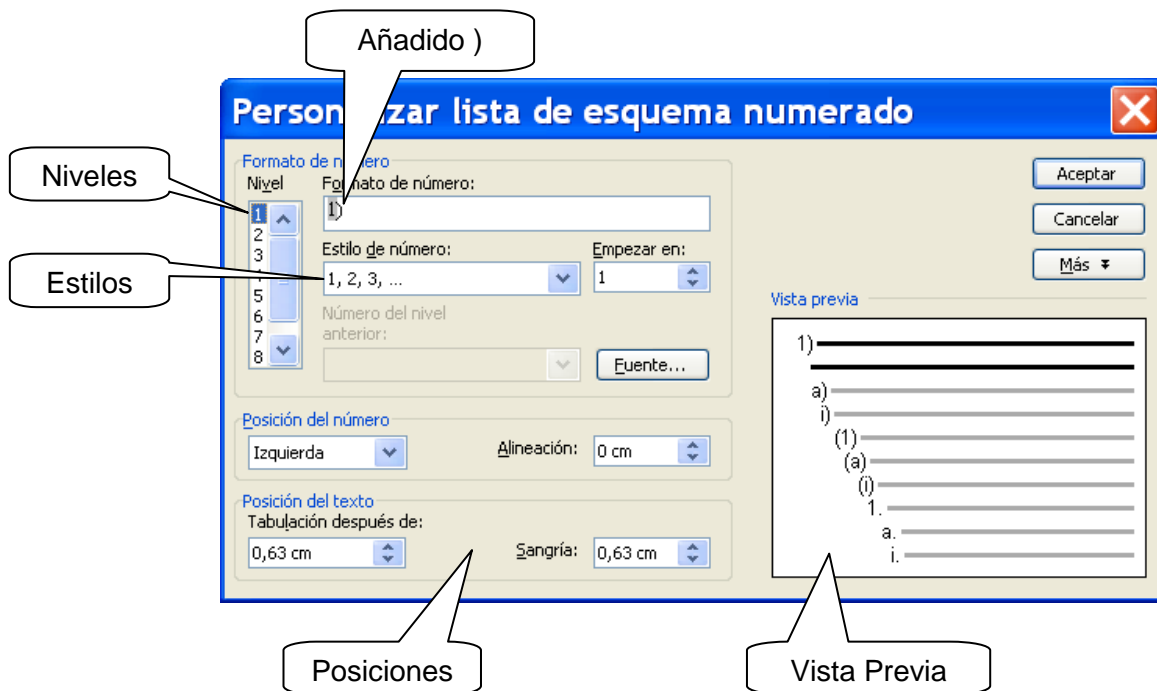 Añadido )
Personalizar lista de esquema numerado
Niveles
Formato de número
Nivel
Formato de número:
1
2
3
4
5
6
7
8
1)
Estilos
Estilo de número:
Empezar en:
1, 2, 3, ...
1
Número del nivel
anterior:
Fuente...
Posición del número
Izquierda
Alineación:
0 cm
Posición del texto
Tabulación después de:
0,63 cm
Sangría:
0,63 cm
Aceptar
Cancelar
Más
Vista previa
1)
a)
i)
(1)
(a)
(i)
1.
a.
i.
Posiciones
Vista Previa